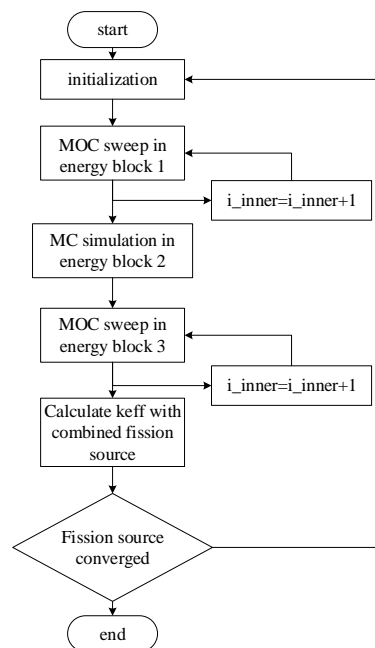 start
initialization
MOC sweep in
energy block 1
i_inner=i_inner+1
MC simulation in
energy block 2
MOC sweep in
energy block 3
i_inner=i_inner+1
Calculate keff with
combined fission
source
Fission source
converged
end